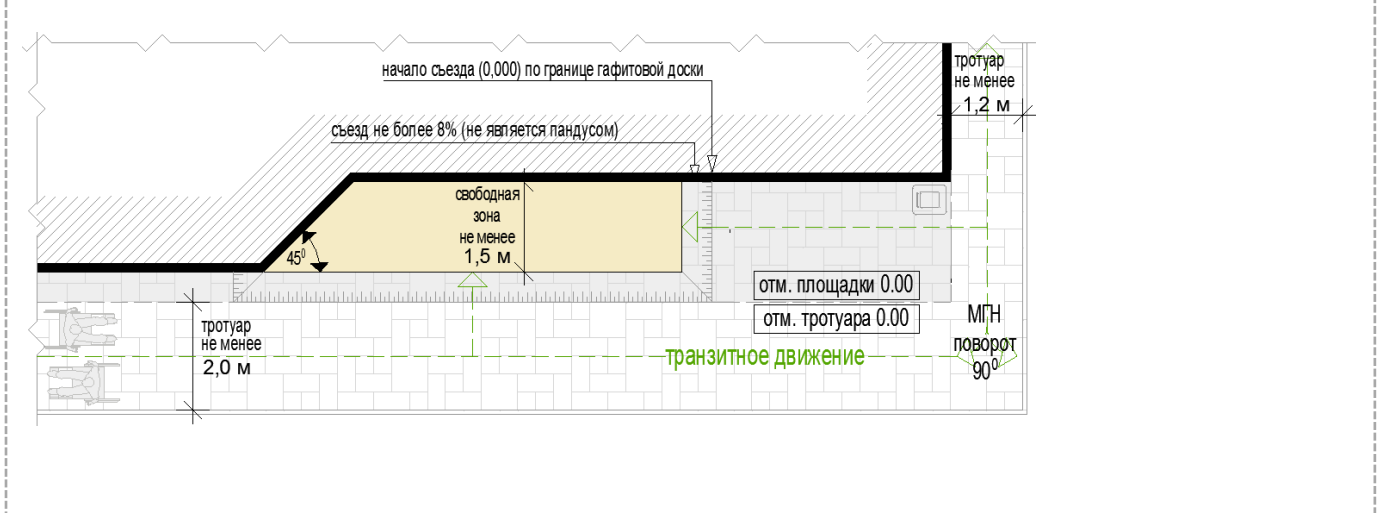 начало съезда (0,000) по границе гафитовой доски
тротуар
не менее
1,2 м
съезд не более 8% (не является пандусом)
свободная
зона
не менее
1,5 м
45⁰
отм. площадки 0.00
отм. тротуара 0.00
МГН
поворот
90⁰
тротуар
не менее
2,0 м
транзитное движение